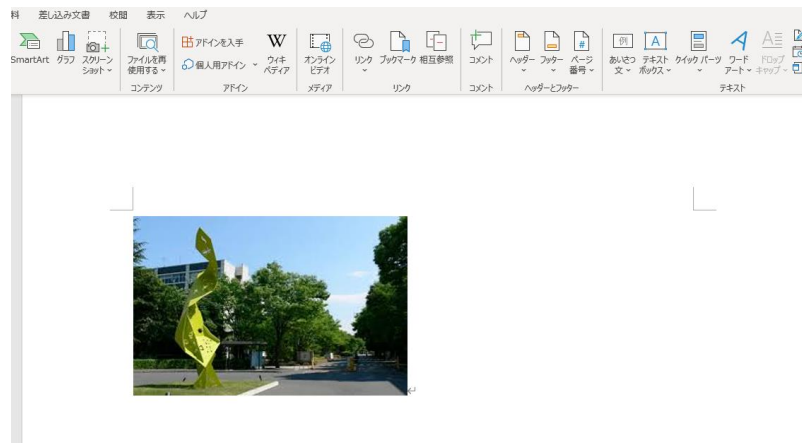 料 差し込み文書 校閲 表示 ヘルプ
SmartArt グラフ スクリーン ショット
ファイルを再 使用する
コンテンツ
アドインを入手
個人用アドイン
ウィキ ペディア
アドイン
オンライン ビデオ
メディア
リンク ブックマーク 相互参照
リンク
コメント
コメント
ヘッダー フッター ページ 番号
ヘッダーとフッター
あいさつ 文 テキスト ボックス クイック パーツ ワード アート ドロップ キャップ
テキスト